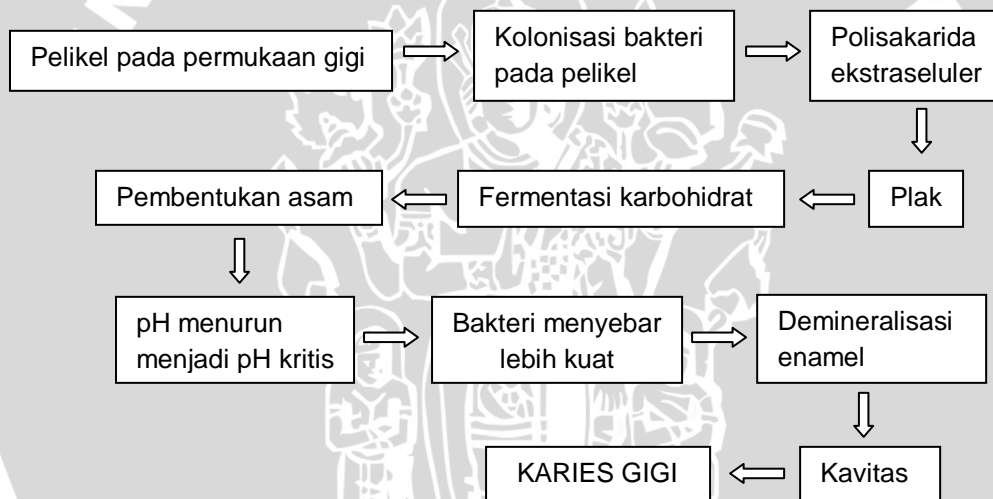 Pelikel pada permukaan gigi
Kolonisasi bakteri
pada pelikel
Polisakarida
ekstraseluler
Plak
Fermentasi karbohidrat
Pembentukan asam
pH menurun
menjadi pH kritis
Bakteri menyebar
lebih kuat
Demineralisasi
enamel
Kavitas
KARIES GIGI